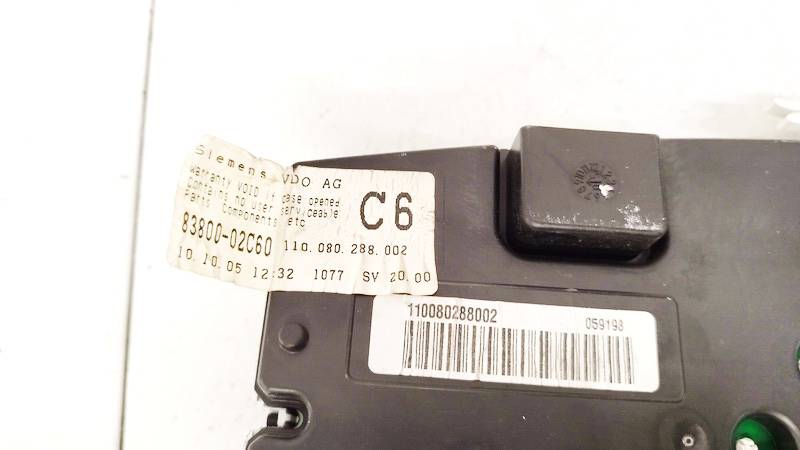 Siemens VDO AG
Warranty VOID if case opened
Contains no user serviceable
Parts Components etc
C6
83800-02C60 110.080.288.002
10.10.05 12:32 1077 SV 20.00
110080288002 059198